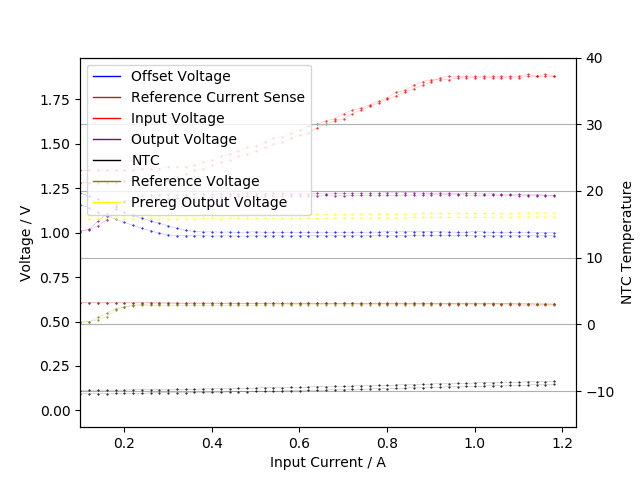 Offset Voltage
Reference Current Sense
Input Voltage
Output Voltage
NTC
Reference Voltage
Prereg Output Voltage
1.75
1.50
1.25
1.00
0.75
0.50
0.25
0.00
Voltage / V
0.2
0.4
0.6
0.8
1.0
1.2
Input Current / A
40
30
20
10
0
−10
NTC Temperature